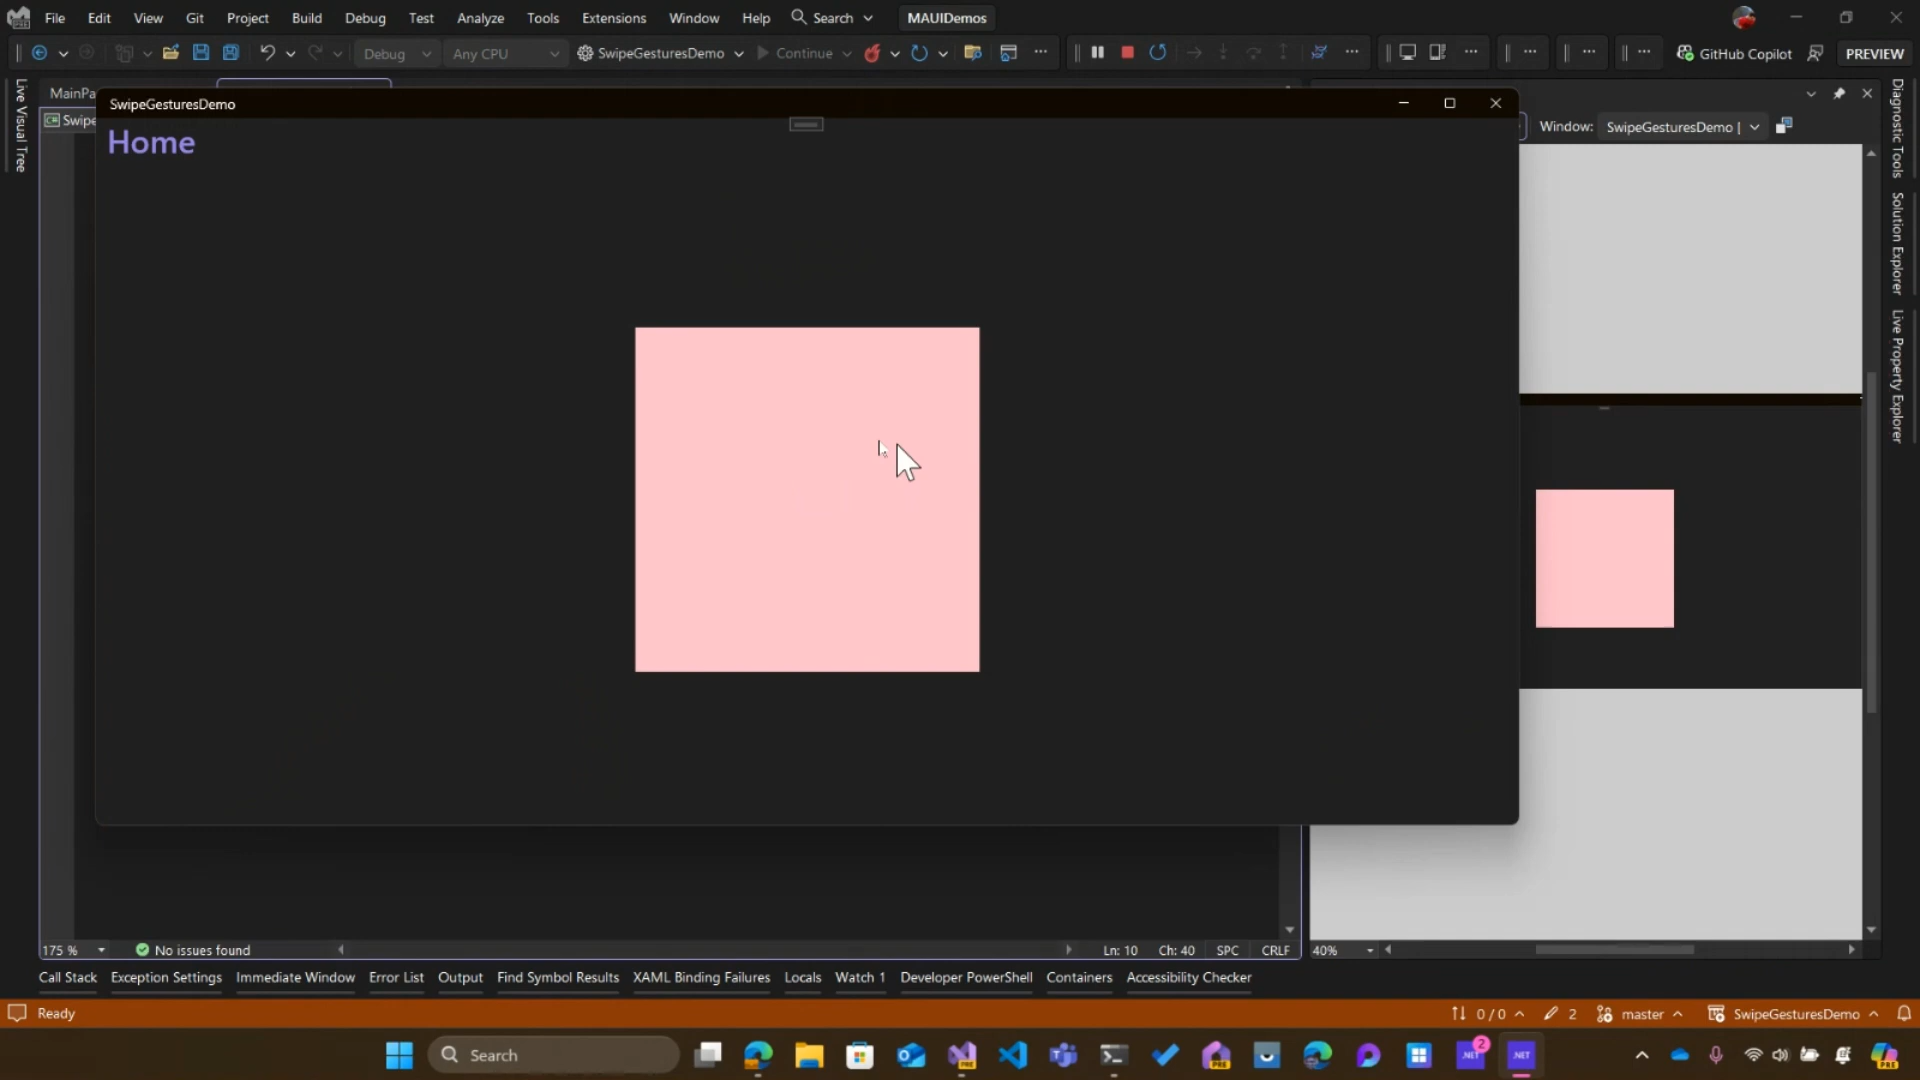 File Edit View Git Project Build Debug Test Analyze Tools Extensions Window Help Search MAUIDemos
Debug Any CPU SwipeGesturesDemo Continue GitHub Copilot PREVIEW
MainPa
SwipeGesturesDemo
Swipe
Home
Window: SwipeGesturesDemo |
Live Visual Tree
Diagnostic Tools
Solution Explorer
Live Property Explorer
175 % No issues found Ln: 10 Ch: 40 SPC CRLF 40%
Call Stack Exception Settings Immediate Window Error List Output Find Symbol Results XAML Binding Failures Locals Watch 1 Developer PowerShell Containers Accessibility Checker
Ready 0 / 0 2 master SwipeGesturesDemo
Search
.NET 2 .NET
PRE